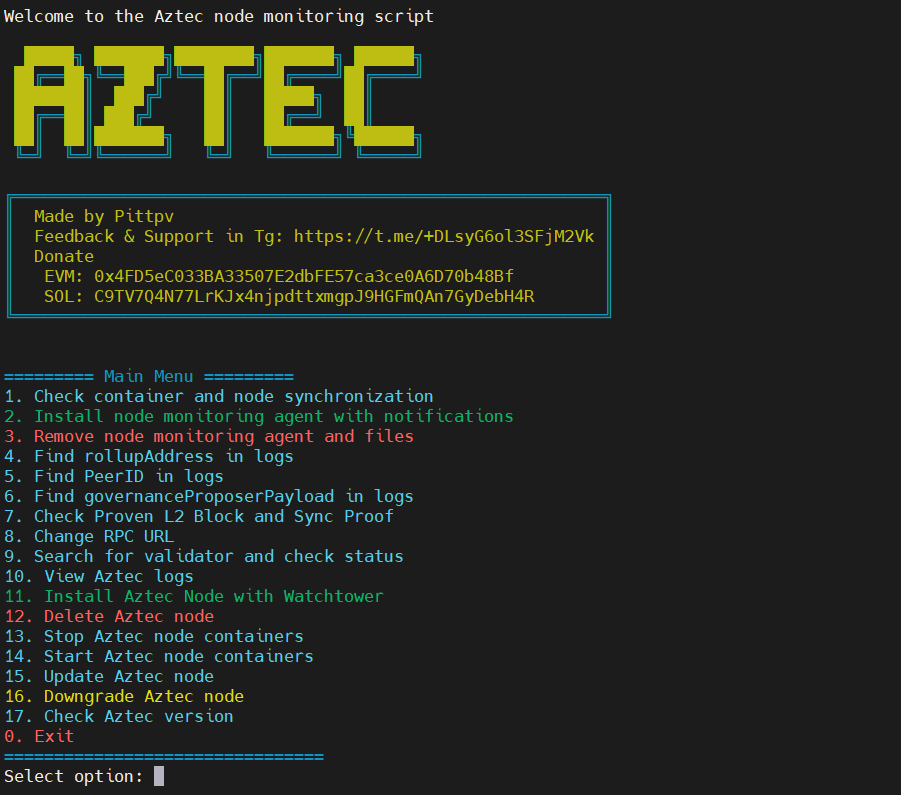 Welcome to the Aztec node monitoring script
AZTEC
Made by Pittpv
Feedback & Support in Tg: https://t.me/+DLsyG6ol3SFjM2Vk
Donate
EVM: 0x4FD5eC033BA33507E2dbFE57ca3ce0A6D70b48Bf
SOL: C9TV7Q4N77LrKJx4njpdttxmgpJ9HGFmQAn7GyDebH4R
========= Main Menu =========
1. Check container and node synchronization
2. Install node monitoring agent with notifications
3. Remove node monitoring agent and files
4. Find rollupAddress in logs
5. Find PeerID in logs
6. Find governanceProposerPayload in logs
7. Check Proven L2 Block and Sync Proof
8. Change RPC URL
9. Search for validator and check status
10. View Aztec logs
11. Install Aztec Node with Watchtower
12. Delete Aztec node
13. Stop Aztec node containers
14. Start Aztec node containers
15. Update Aztec node
16. Downgrade Aztec node
17. Check Aztec version
0. Exit
================================
Select option: